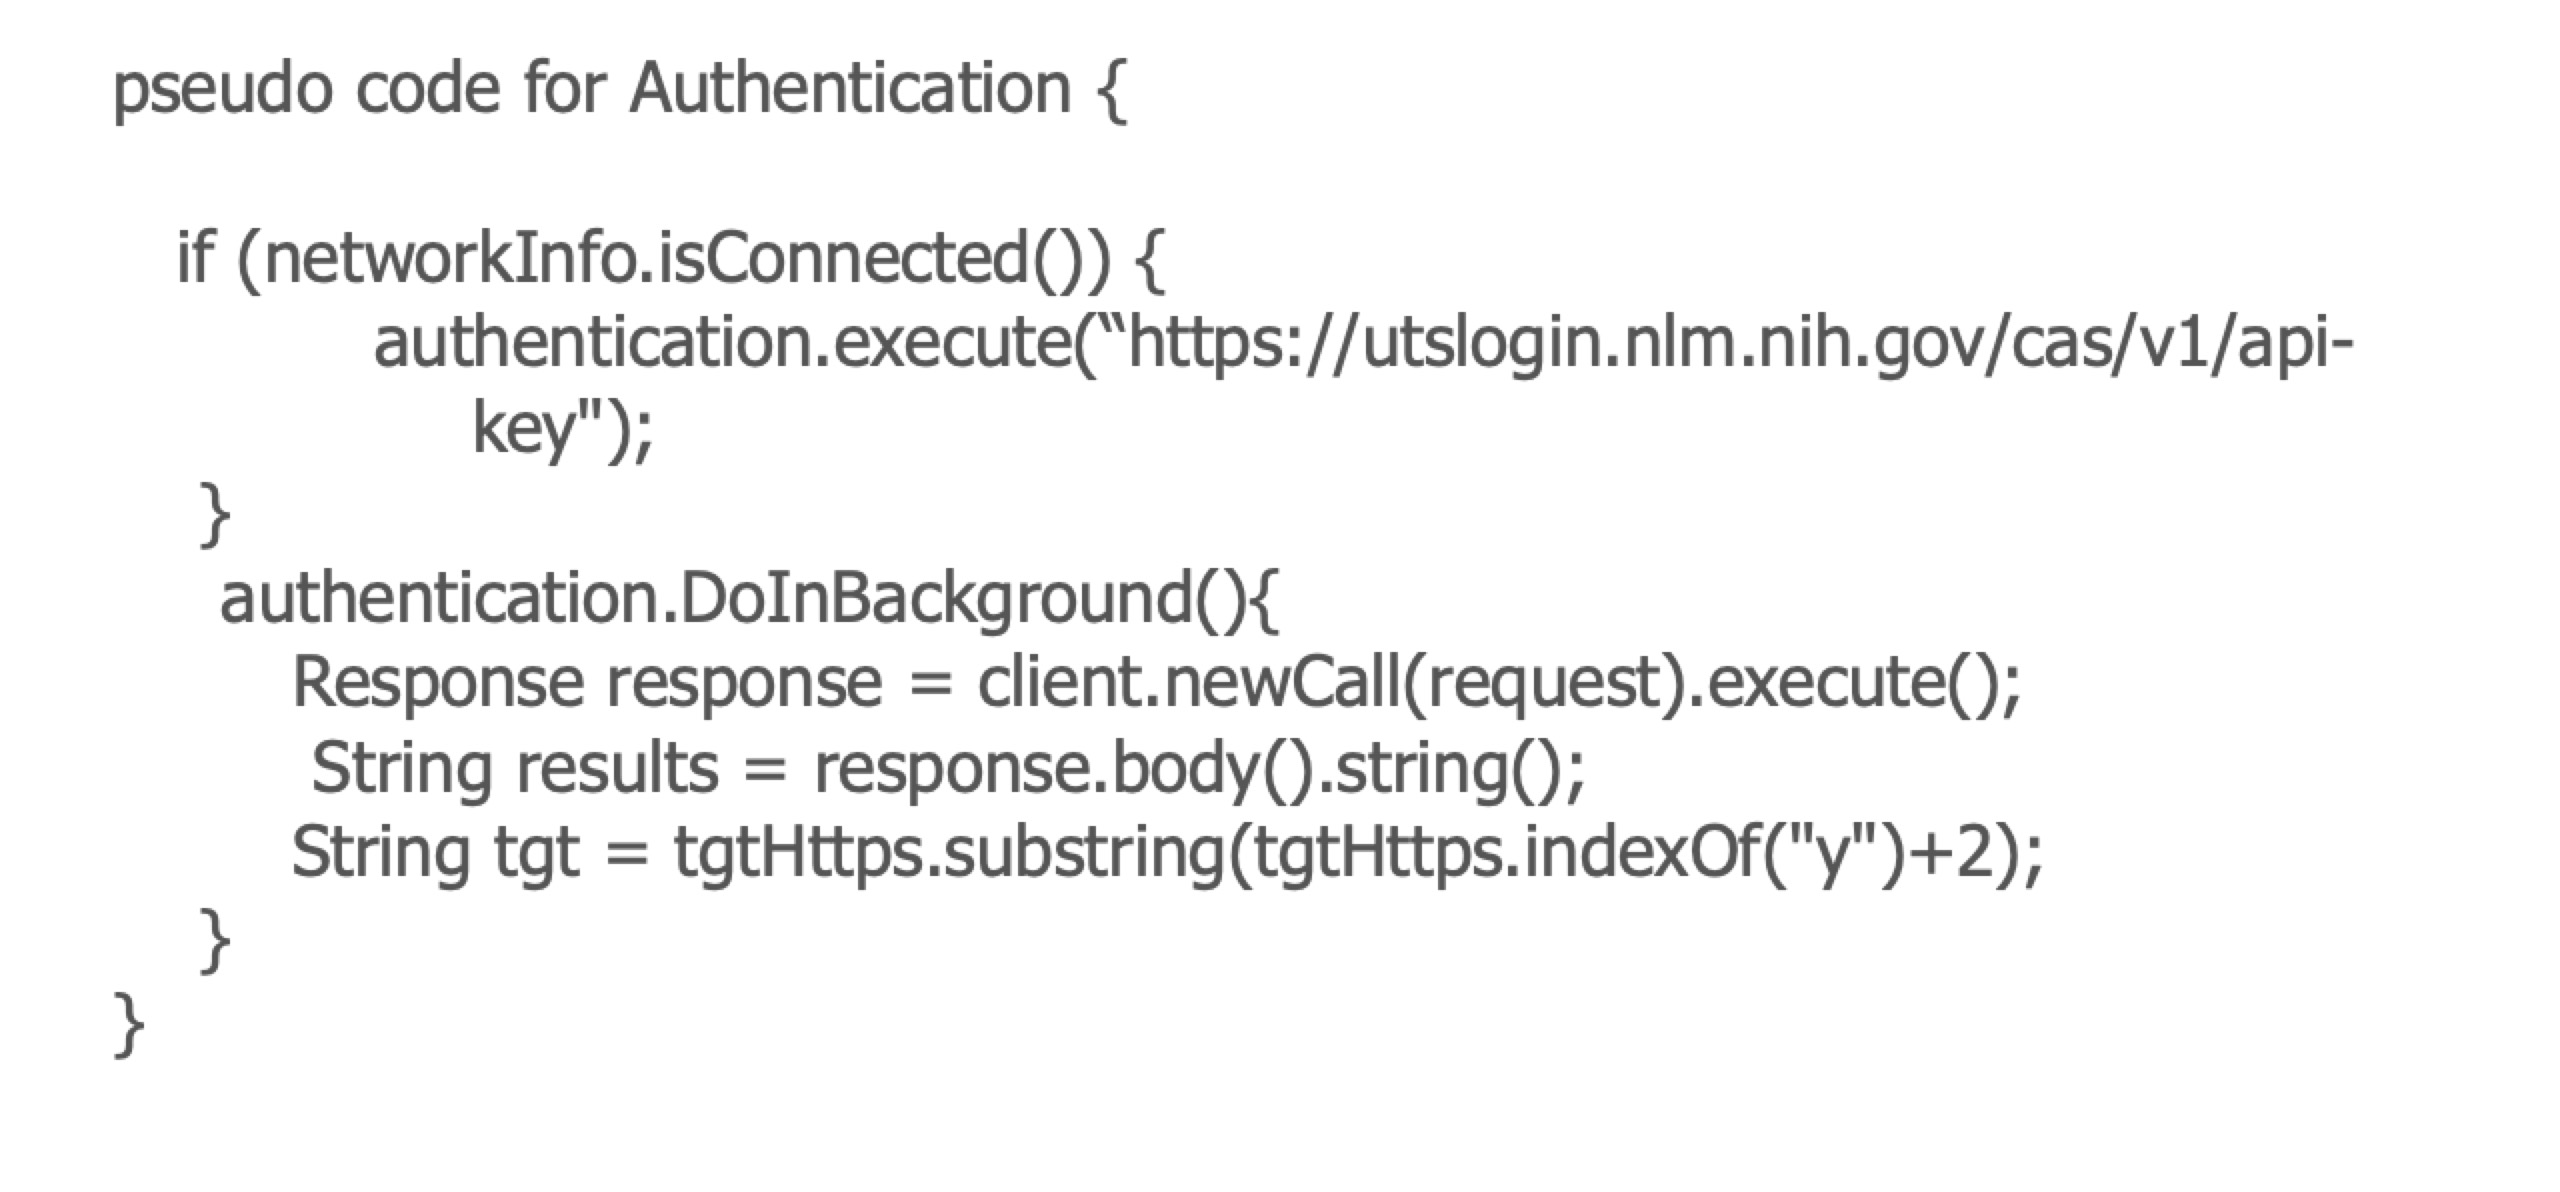 pseudo code for Authentication {
if (networkInfo.isConnected()) {
authentication.execute(“https://utslogin.nlm.nih.gov/cas/v1/api-
key");
}
authentication.DoInBackground(){
Response response = client.newCall(request).execute();
String results = response.body().string();
String tgt = tgtHttps.substring(tgtHttps.indexOf("y")+2);
}
}